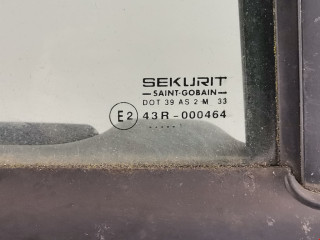 SEKURIT
SAINT-GOBAIN
DOT 39 AS 2-M 33
E2 43R-000464